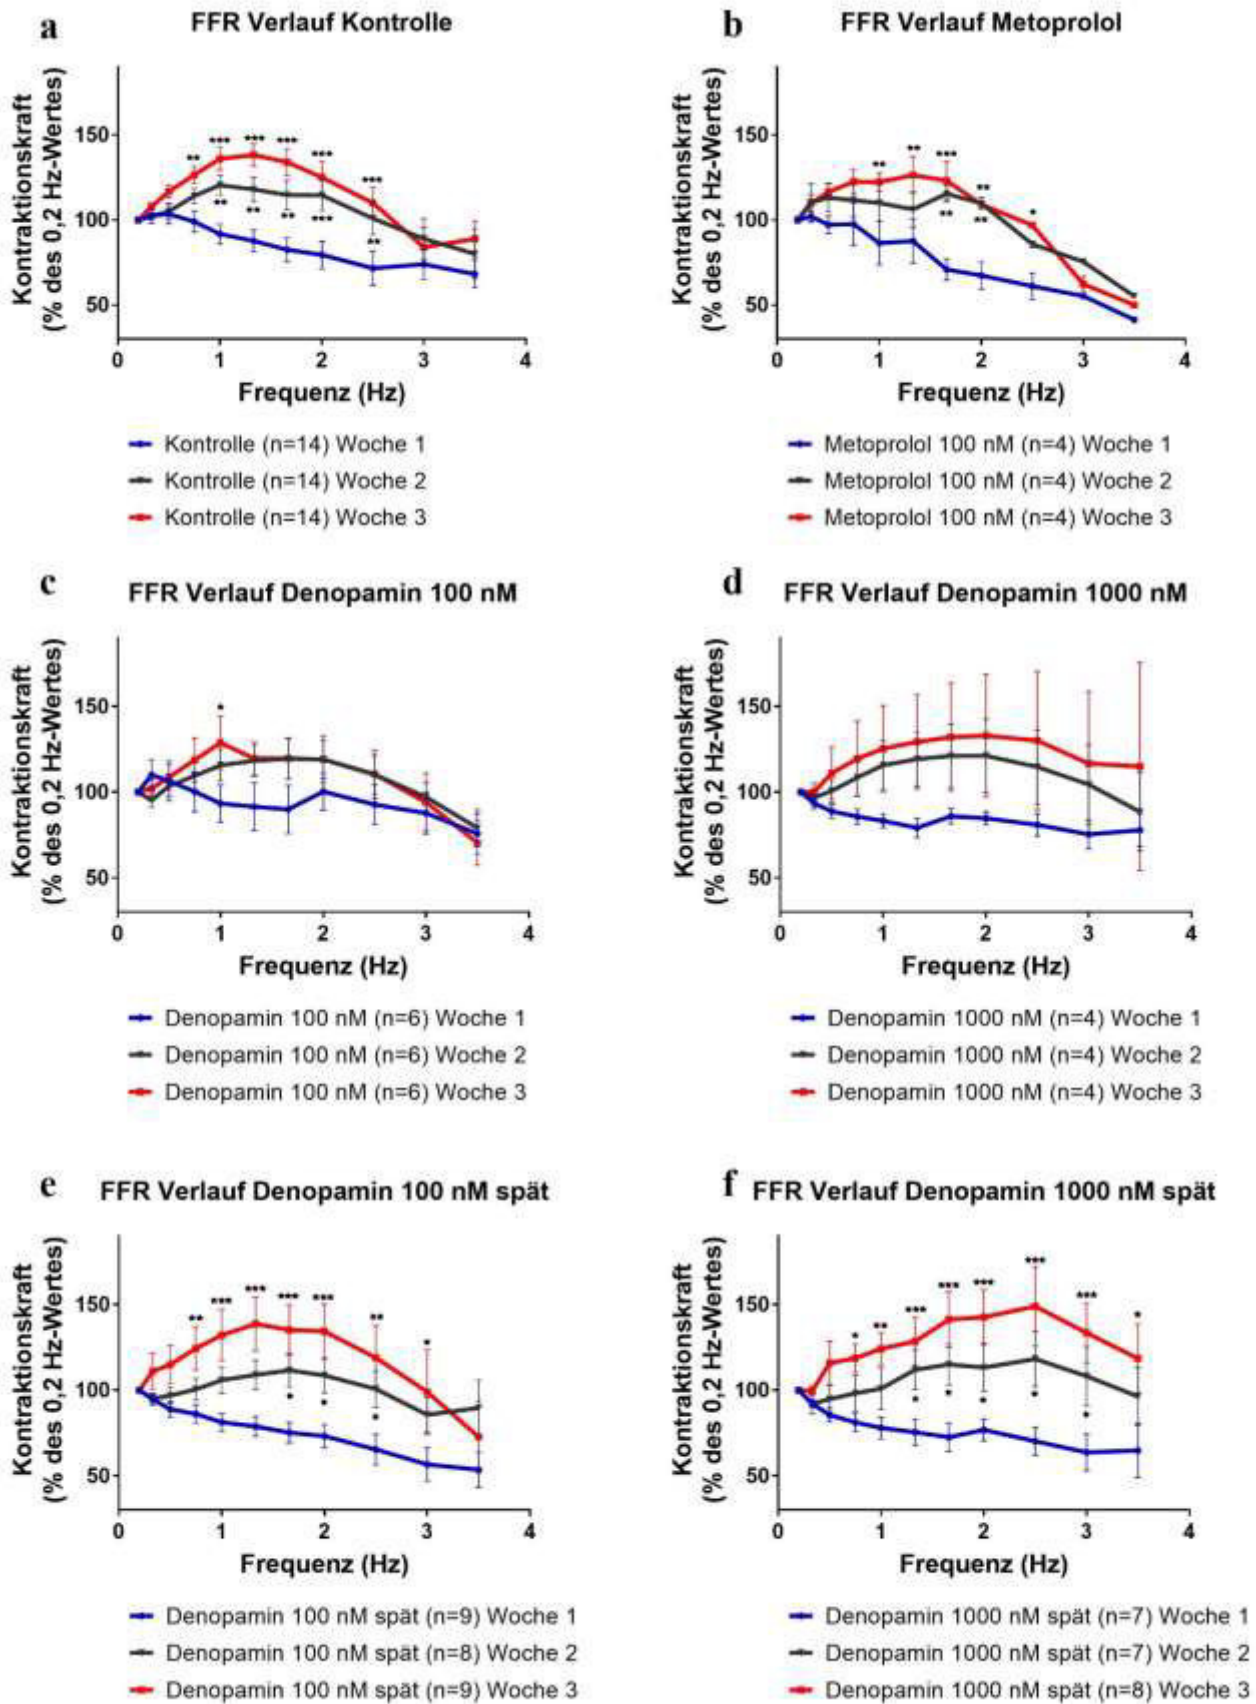 a
FFR Verlauf Kontrolle
Kontraktionskraft
(% des 0,2 Hz-Wertes)
150
100
50
** *** *** *** *** ***
** ** ** *** **
0 1 2 3 4
Frequenz (Hz)
Kontrolle (n=14) Woche 1
Kontrolle (n=14) Woche 2
Kontrolle (n=14) Woche 3
b
FFR Verlauf Metoprolol
Kontraktionskraft
(% des 0,2 Hz-Wertes)
150
100
50
** ** *** ** *
** **
0 1 2 3 4
Frequenz (Hz)
Metoprolol 100 nM (n=4) Woche 1
Metoprolol 100 nM (n=4) Woche 2
Metoprolol 100 nM (n=4) Woche 3
c
FFR Verlauf Denopamin 100 nM
Kontraktionskraft
(% des 0,2 Hz-Wertes)
150
100
50
*
0 1 2 3 4
Frequenz (Hz)
Denopamin 100 nM (n=6) Woche 1
Denopamin 100 nM (n=6) Woche 2
Denopamin 100 nM (n=6) Woche 3
d
FFR Verlauf Denopamin 1000 nM
Kontraktionskraft
(% des 0,2 Hz-Wertes)
150
100
50
0 1 2 3 4
Frequenz (Hz)
Denopamin 1000 nM (n=4) Woche 1
Denopamin 1000 nM (n=4) Woche 2
Denopamin 1000 nM (n=4) Woche 3
e
FFR Verlauf Denopamin 100 nM spät
Kontraktionskraft
(% des 0,2 Hz-Wertes)
150
100
50
** *** *** *** *** ** *
* * *
0 1 2 3 4
Frequenz (Hz)
Denopamin 100 nM spät (n=9) Woche 1
Denopamin 100 nM spät (n=8) Woche 2
Denopamin 100 nM spät (n=9) Woche 3
f
FFR Verlauf Denopamin 1000 nM spät
Kontraktionskraft
(% des 0,2 Hz-Wertes)
150
100
50
* ** *** *** *** *** *** *
* * * * *
0 1 2 3 4
Frequenz (Hz)
Denopamin 1000 nM spät (n=7) Woche 1
Denopamin 1000 nM spät (n=7) Woche 2
Denopamin 1000 nM spät (n=8) Woche 3